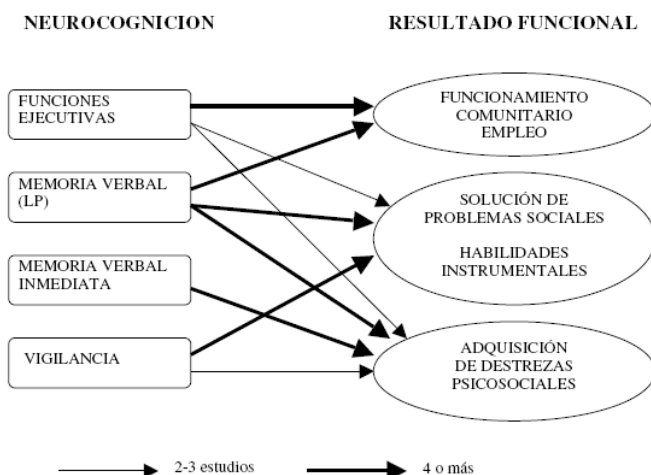 NEUROCOGNICION
RESULTADO FUNCIONAL
FUNCIONES
EJECUTIVAS
MEMORIA VERBAL
(LP)
MEMORIA VERBAL
INMEDIATA
VIGILANCIA
FUNCIONAMIENTO
COMUNITARIO
EMPLEO
SOLUCIÓN DE
PROBLEMAS SOCIALES
HABILIDADES
INSTRUMENTALES
ADQUISICIÓN
DE DESTREZAS
PSICOSOCIALES
2-3 estudios
4 o más